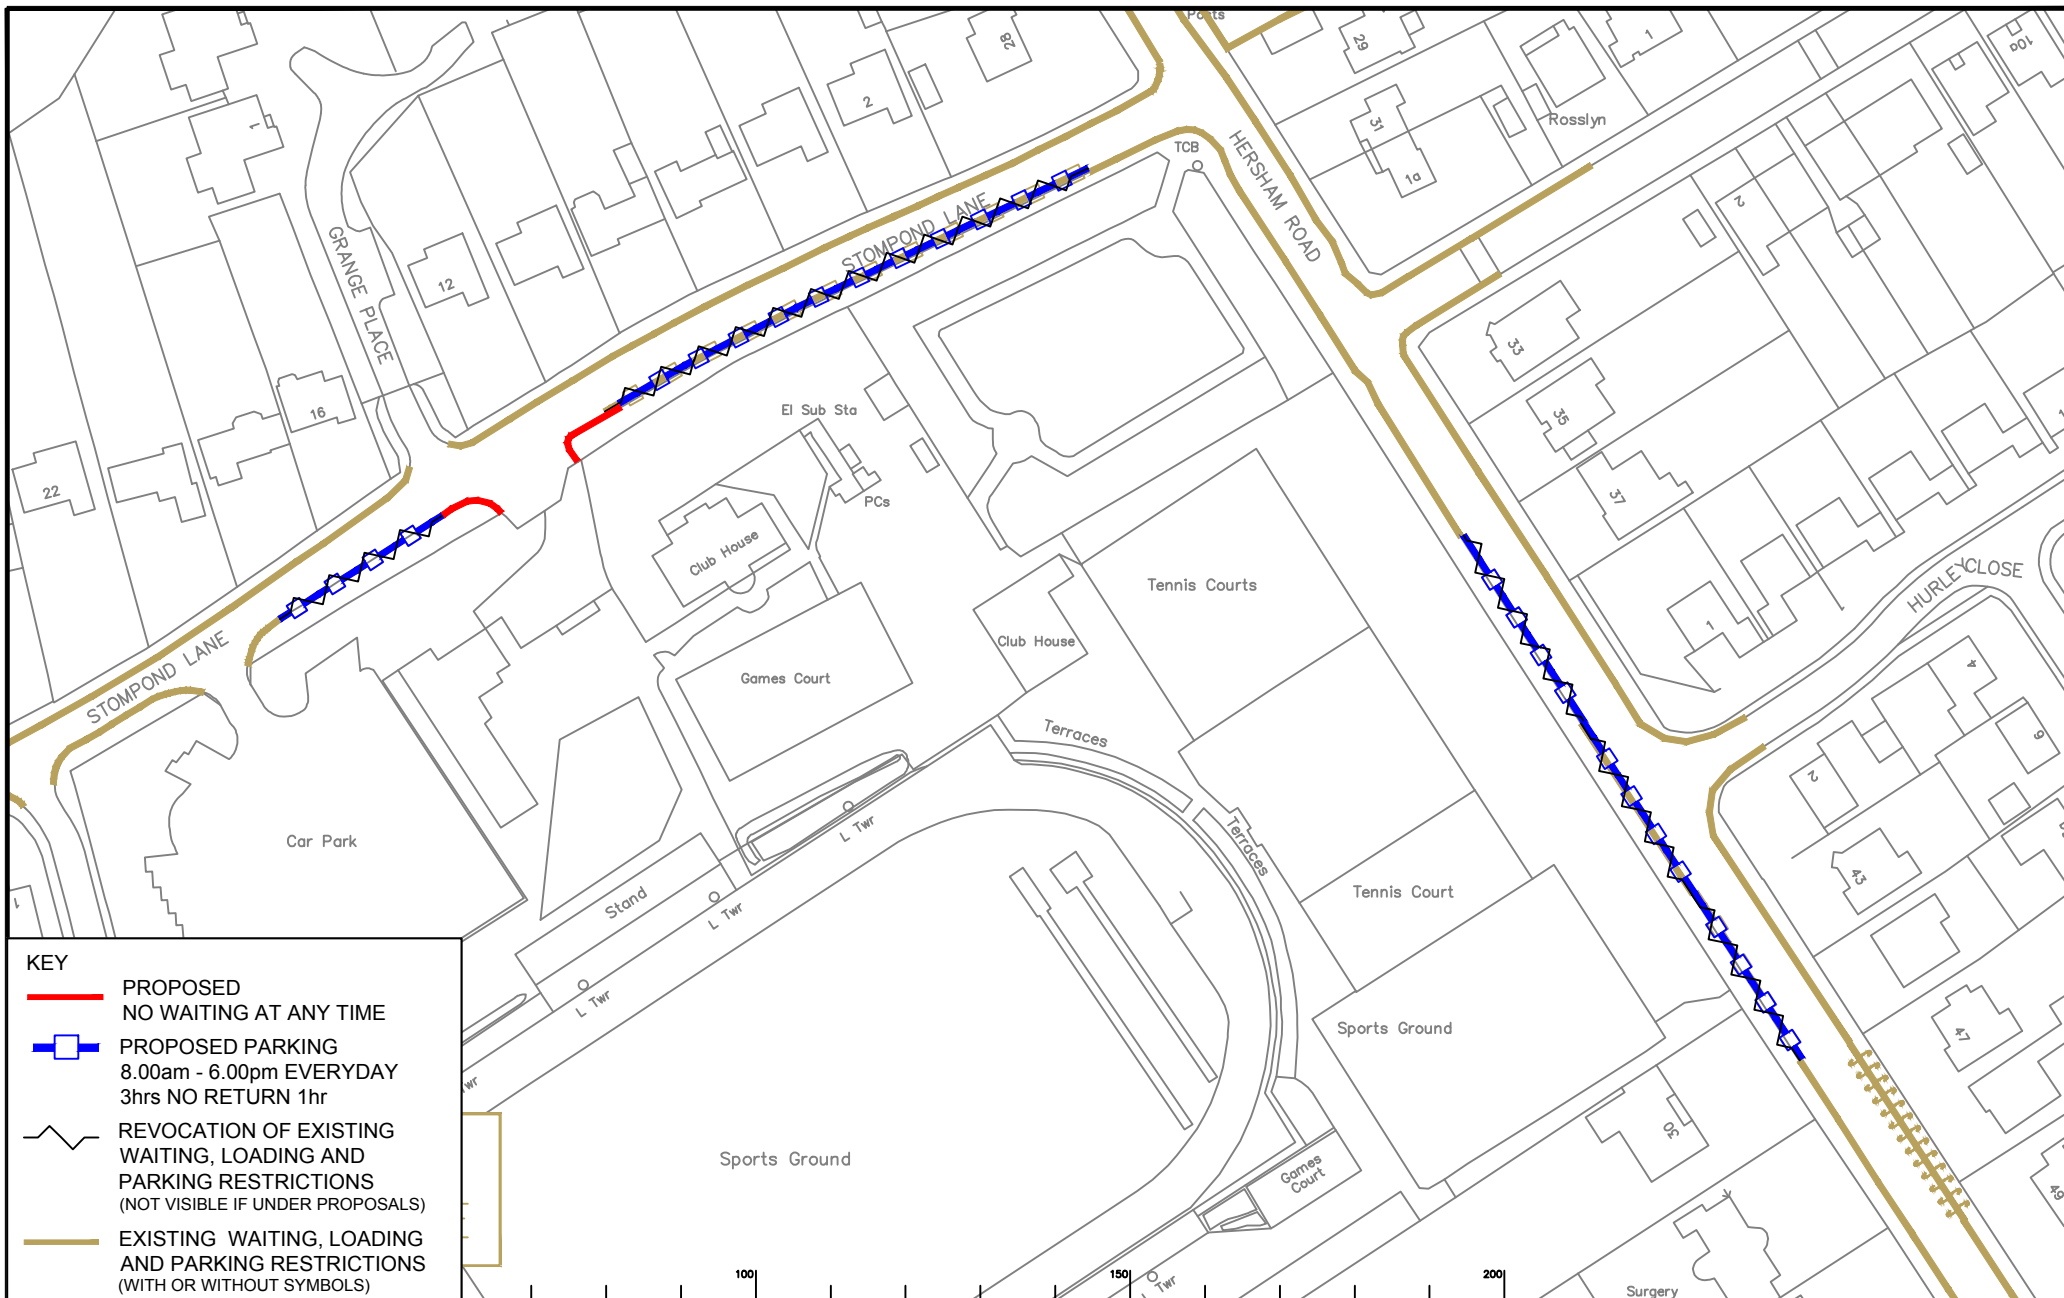 Posts
28
29
1
10a
2
1
31
Rosslyn
TCB
HERSHAM ROAD
1a
2
STOMPOND LANE
GRANGE PLACE
12
33
16
El Sub Sta
35
22
PCs
37
Club House
Tennis Courts
HURLEY CLOSE
1
Club House
4
STOMPOND LANE
Games Court
Terraces
6
2
L Twr
Terraces
Car Park
43
Tennis Court
Stand
1
L Twr
L Twr
Sports Ground
47
Twr
Sports Ground
30
Games
Court
49
L Twr
Surgery
KEY
PROPOSED
NO WAITING AT ANY TIME
PROPOSED PARKING
8.00am - 6.00pm EVERYDAY
3hrs NO RETURN 1hr
REVOCATION OF EXISTING
WAITING, LOADING AND
PARKING RESTRICTIONS
(NOT VISIBLE IF UNDER PROPOSALS)
EXISTING WAITING, LOADING
AND PARKING RESTRICTIONS
(WITH OR WITHOUT SYMBOLS)
100
150
200